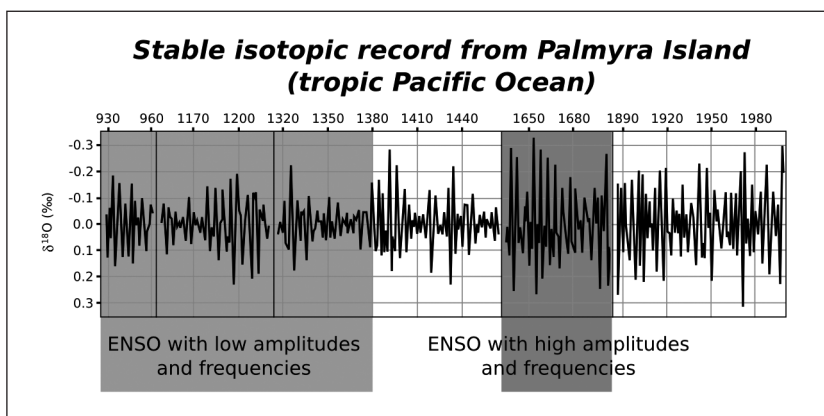 Stable isotopic record from Palmyra Island
(tropic Pacific Ocean)
930 960 1170 1200 1320 1350 1380 1410 1440 1650 1680 1890 1920 1950 1980
-0.3
-0.2
-0.1
0.0
0.1
0.2
0.3
δ¹⁸O (‰)
ENSO with low amplitudes
and frequencies
ENSO with high amplitudes
and frequencies